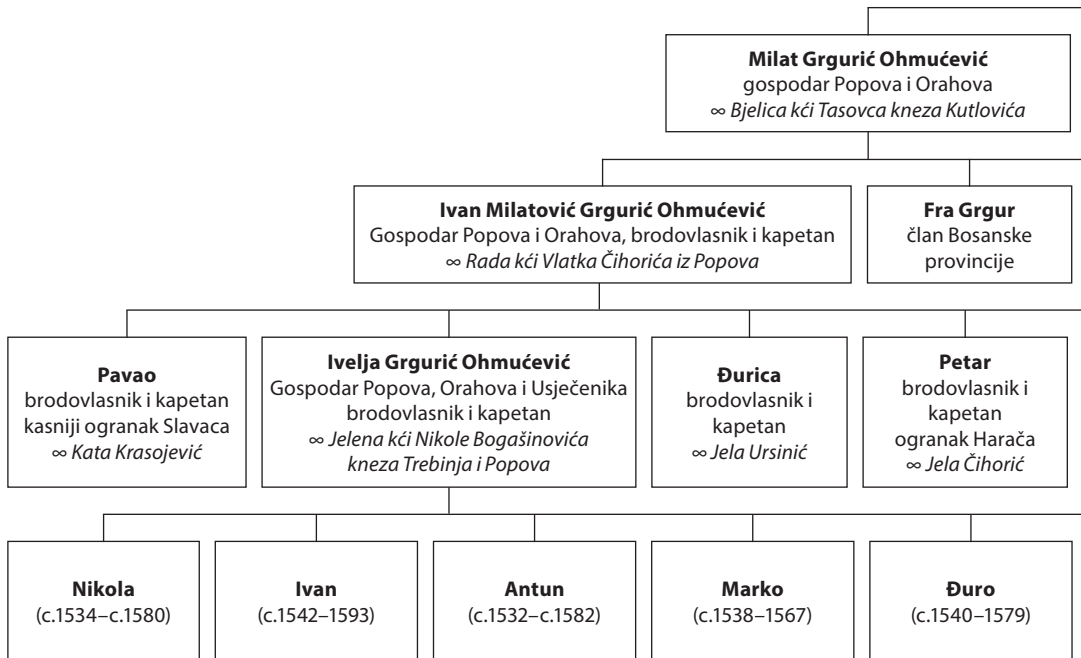 Milat Grgurić Ohmućević
gospodar Popova i Orahova
∞ Bjelica kći Tasovca kneza Kutlovića
Ivan Milatović Grgurić Ohmućević
Gospodar Popova i Orahova, brodovlasnik i kapetan
∞ Rada kći Vlatka Čihorića iz Popova
Fra Grgur
član Bosanske
provincije
Pavao
brodovlasnik i kapetan
kasniji ogranak Slavaca
∞ Kata Krasojević
Ivelja Grgurić Ohmućević
Gospodar Popova, Orahova i Usječenika
brodovlasnik i kapetan
∞ Jelena kći Nikole Bogašinovića
kneza Trebinja i Popova
Đurica
brodovlasnik i
kapetan
∞ Jela Ursinić
Petar
brodovlasnik i
kapetan
ogranak Harača
∞ Jela Čihorić
Nikola
(c.1534–c.1580)
Ivan
(c.1542–1593)
Antun
(c.1532–c.1582)
Marko
(c.1538–1567)
Đuro
(c.1540–1579)